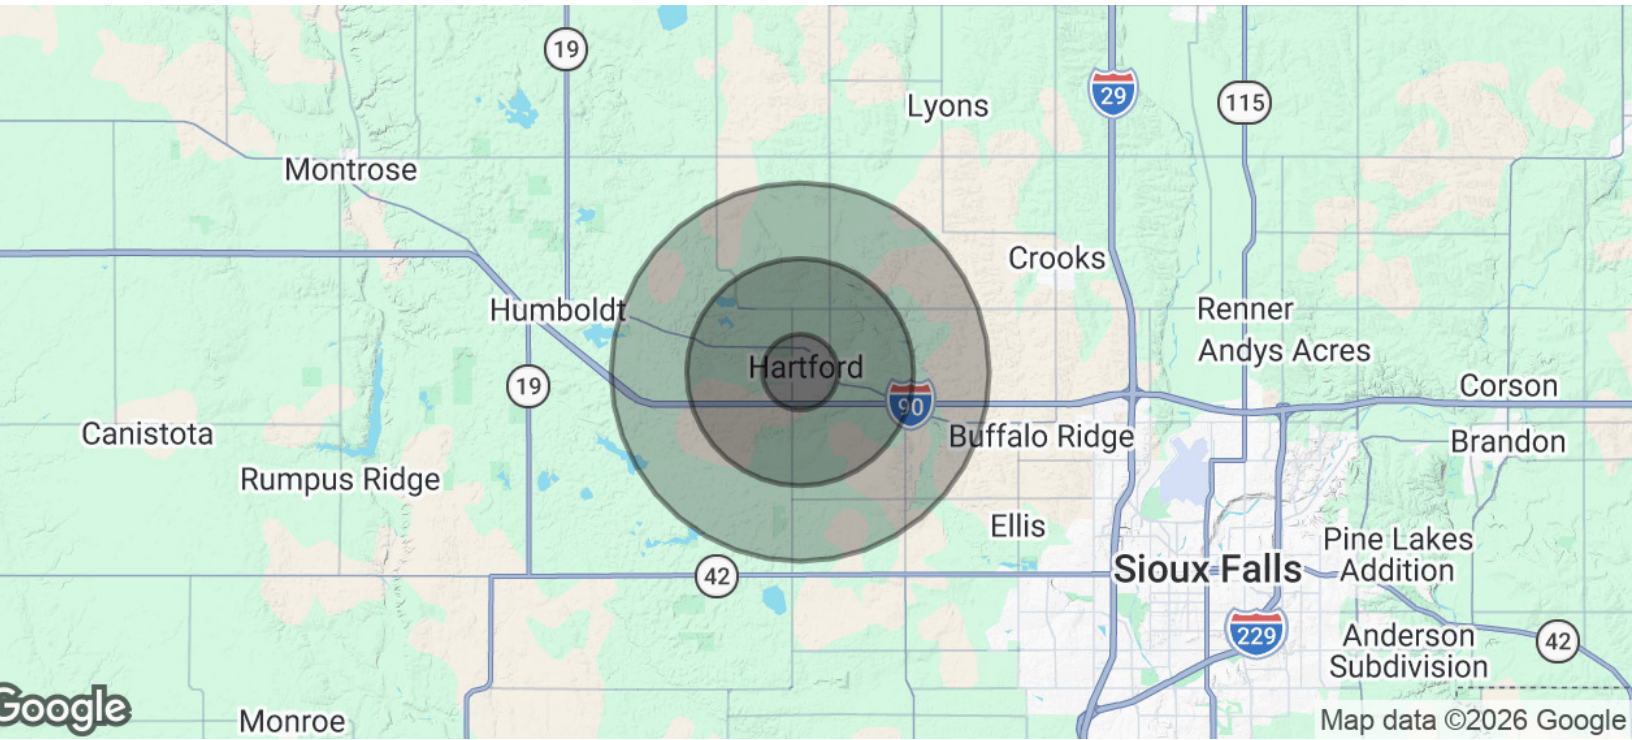 19
Lyons
29
115
Montrose
Crooks
Humboldt
Renner
Andys Acres
Hartford
19
90
Corson
Canistota
Buffalo Ridge
Brandon
Rumpus Ridge
Ellis
Pine Lakes
Addition
Sioux Falls
42
229
Anderson
Subdivision
42
Google
Monroe
Map data ©2026 Google